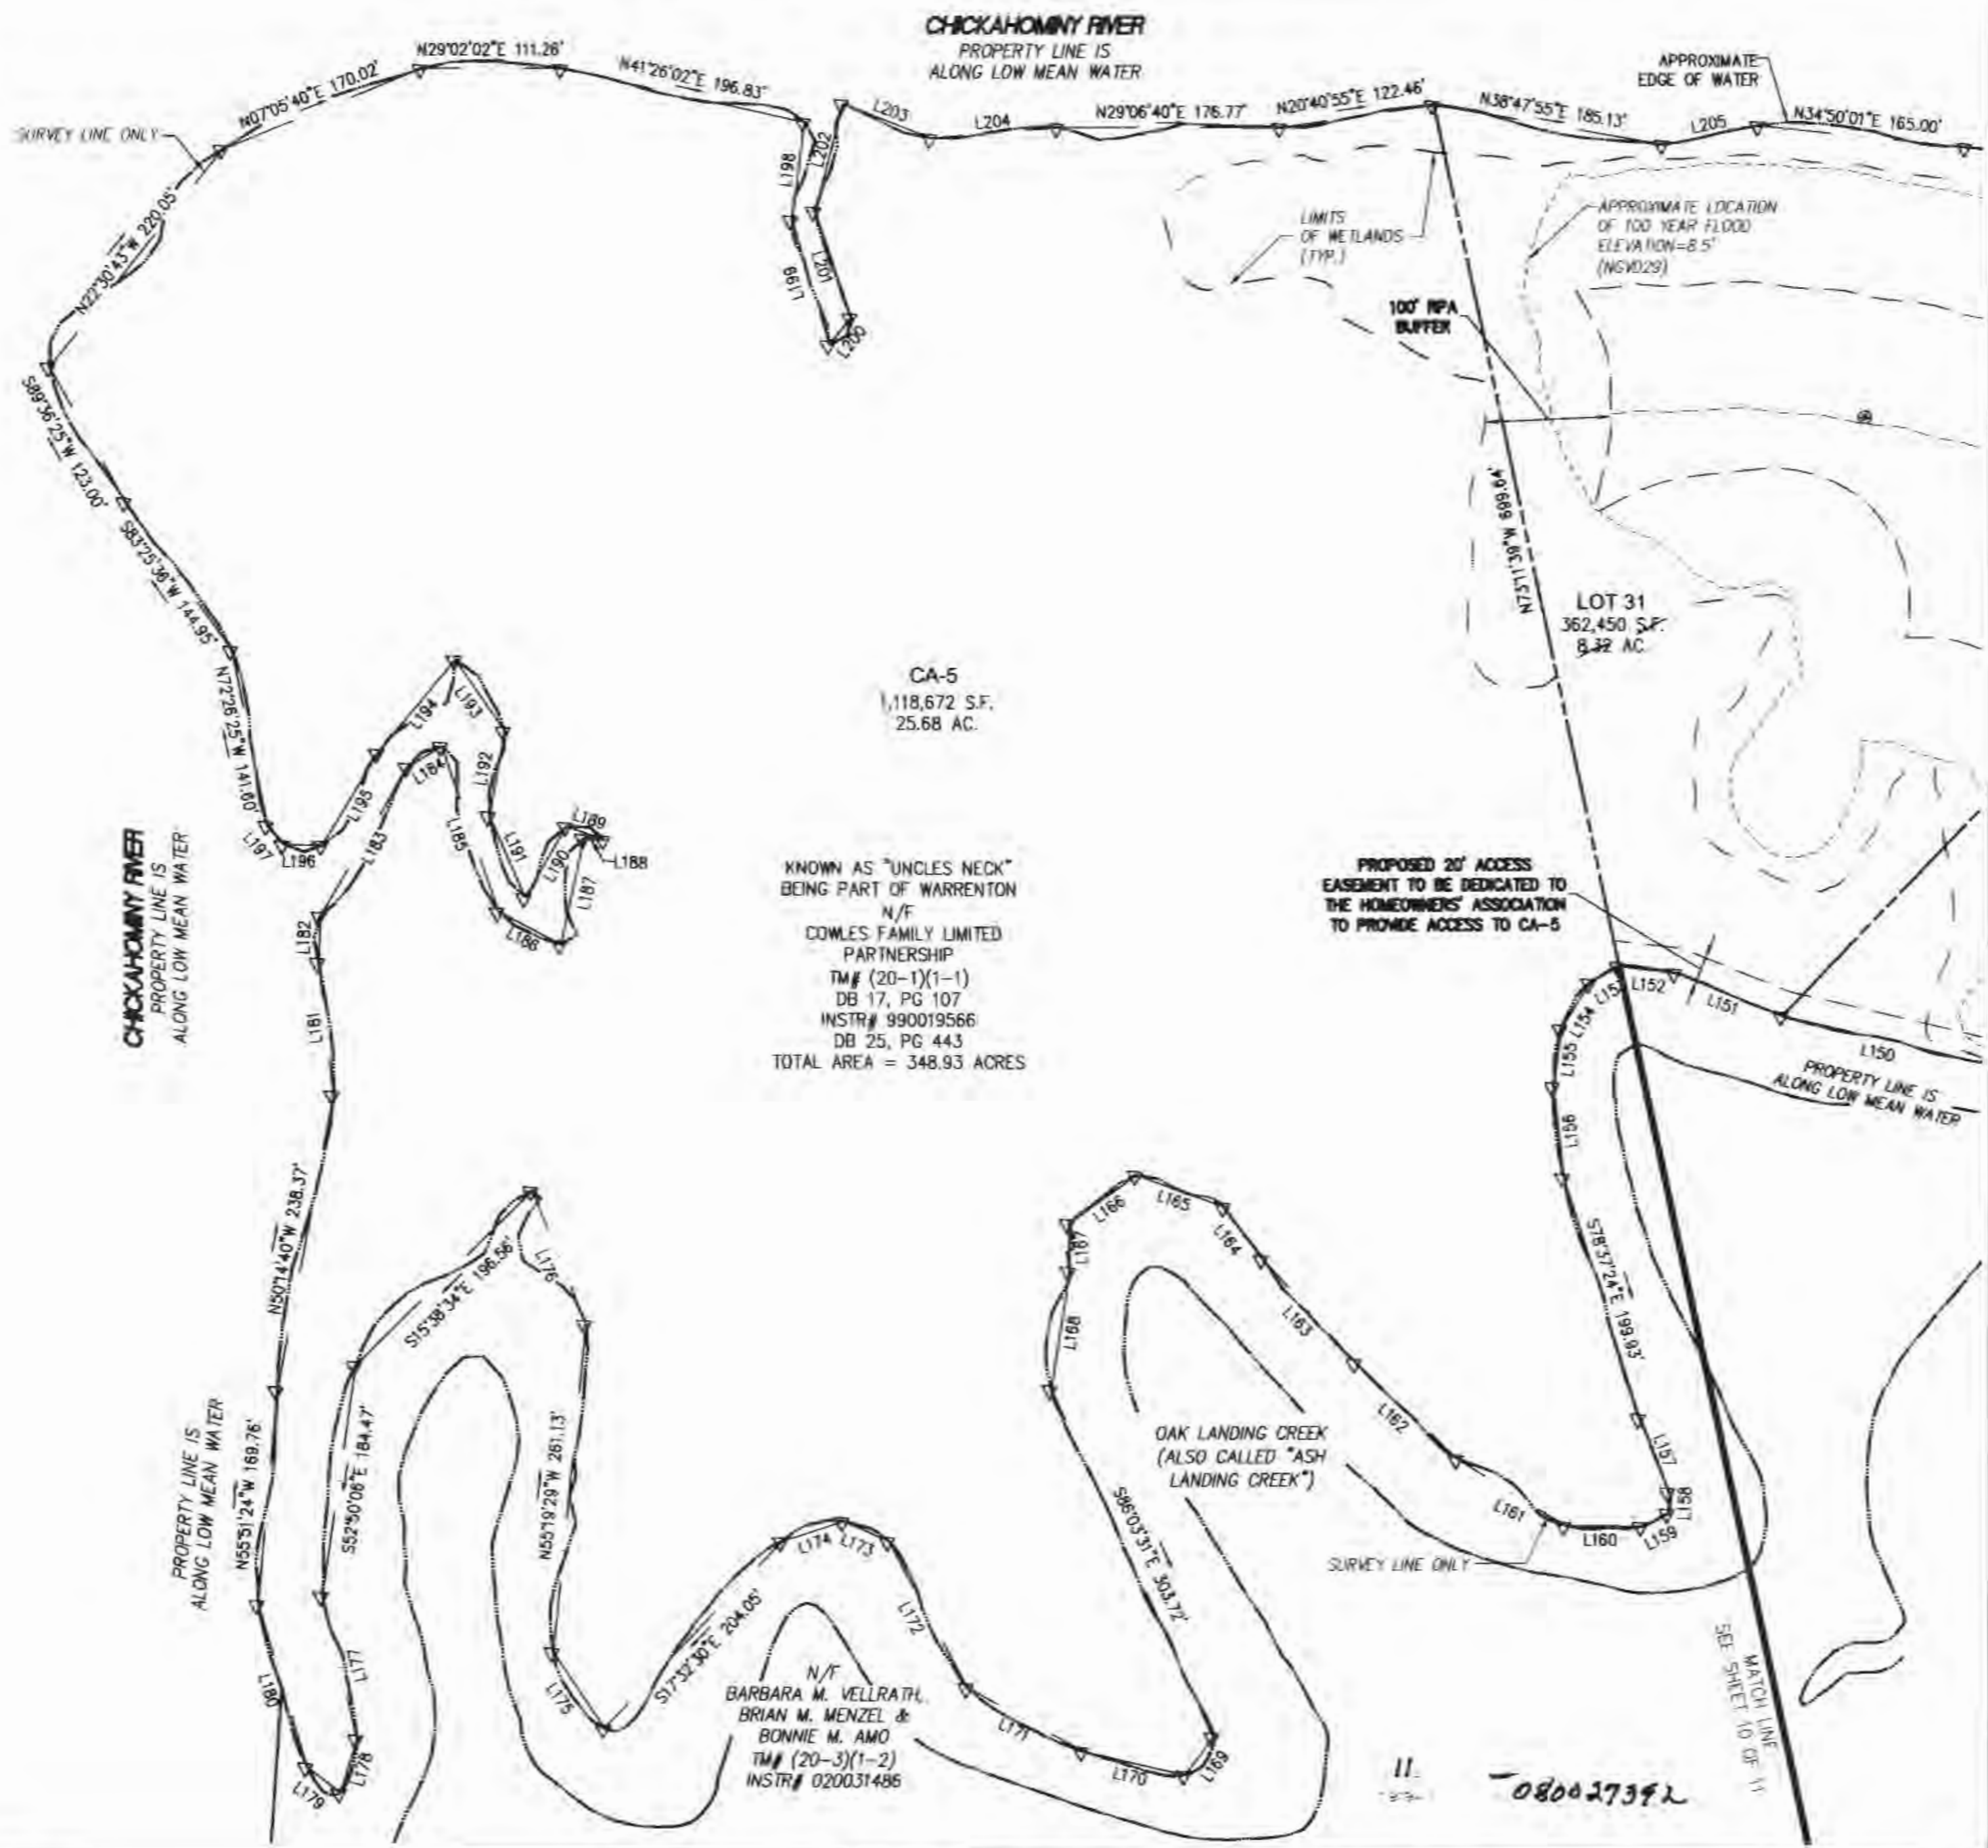 CHICKAHOMINY RIVER
PROPERTY LINE IS
ALONG LOW MEAN WATER
N29°02'02"E 111.26'
N07°05'40"E 170.02'
N41°26'02"E 196.83'
SURVEY LINE ONLY
L203
L204
N29°06'40"E 176.77'
N20°40'55"E 122.46'
N38°47'55"E 185.13'
L205
APPROXIMATE
EDGE OF WATER
N34°50'01"E 165.00'
L198
L202
L199
L201
L200
N22°30'43"W 220.05'
LIMITS
OF WETLANDS
(TYP.)
APPROXIMATE LOCATION
OF 100 YEAR FLOOD
ELEVATION=8.5'
(NGVD29)
100' RPA
BUFFER
S89°36'25"W 123.00'
S83°25'36"W 144.95'
N72°26'25"W 141.60'
N75°11'39"W 699.64'
LOT 31
362,450 S.F.
8.32 AC.
CA-5
1,118,672 S.F.
25.68 AC.
L194
L193
L192
L184
L195
L183
L185
L197
L196
L191
L190
L189
L188
L187
L186
L182
L181
CHICKAHOMINY RIVER
PROPERTY LINE IS
ALONG LOW MEAN WATER
KNOWN AS "UNCLES NECK"
BEING PART OF WARRENTON
N/F
COWLES FAMILY LIMITED
PARTNERSHIP
TM# (20-1)(1-1)
DB 17, PG 107
INSTR# 990019566
DB 25, PG 443
TOTAL AREA = 348.93 ACRES
PROPOSED 20' ACCESS
EASEMENT TO BE DEDICATED TO
THE HOMEOWNERS' ASSOCIATION
TO PROVIDE ACCESS TO CA-5
L152
L151
L150
L154
L155
L156
PROPERTY LINE IS
ALONG LOW MEAN WATER
N50°14'40"W 238.37'
S15°38'34"E 196.56'
L176
L166
L165
L167
L164
L168
L163
L162
S78°37'24"E 199.93'
L157
L158
L159
L160
L161
SURVEY LINE ONLY
OAK LANDING CREEK
(ALSO CALLED "ASH
LANDING CREEK")
PROPERTY LINE IS
ALONG LOW MEAN WATER
N55°51'24"W 169.76'
S52°50'06"E 184.47'
N55°19'29"W 261.13'
S86°03'31"E 303.72'
L174
L173
L172
S17°32'30"E 204.05'
L175
L177
L180
L178
L179
L171
L170
L169
N/F
BARBARA M. VELLRATH,
BRIAN M. MENZEL &
BONNIE M. AMO
TM# (20-3)(1-2)
INSTR# 020031486
MATCH LINE
SEE SHEET 10 OF 11
11
080027392